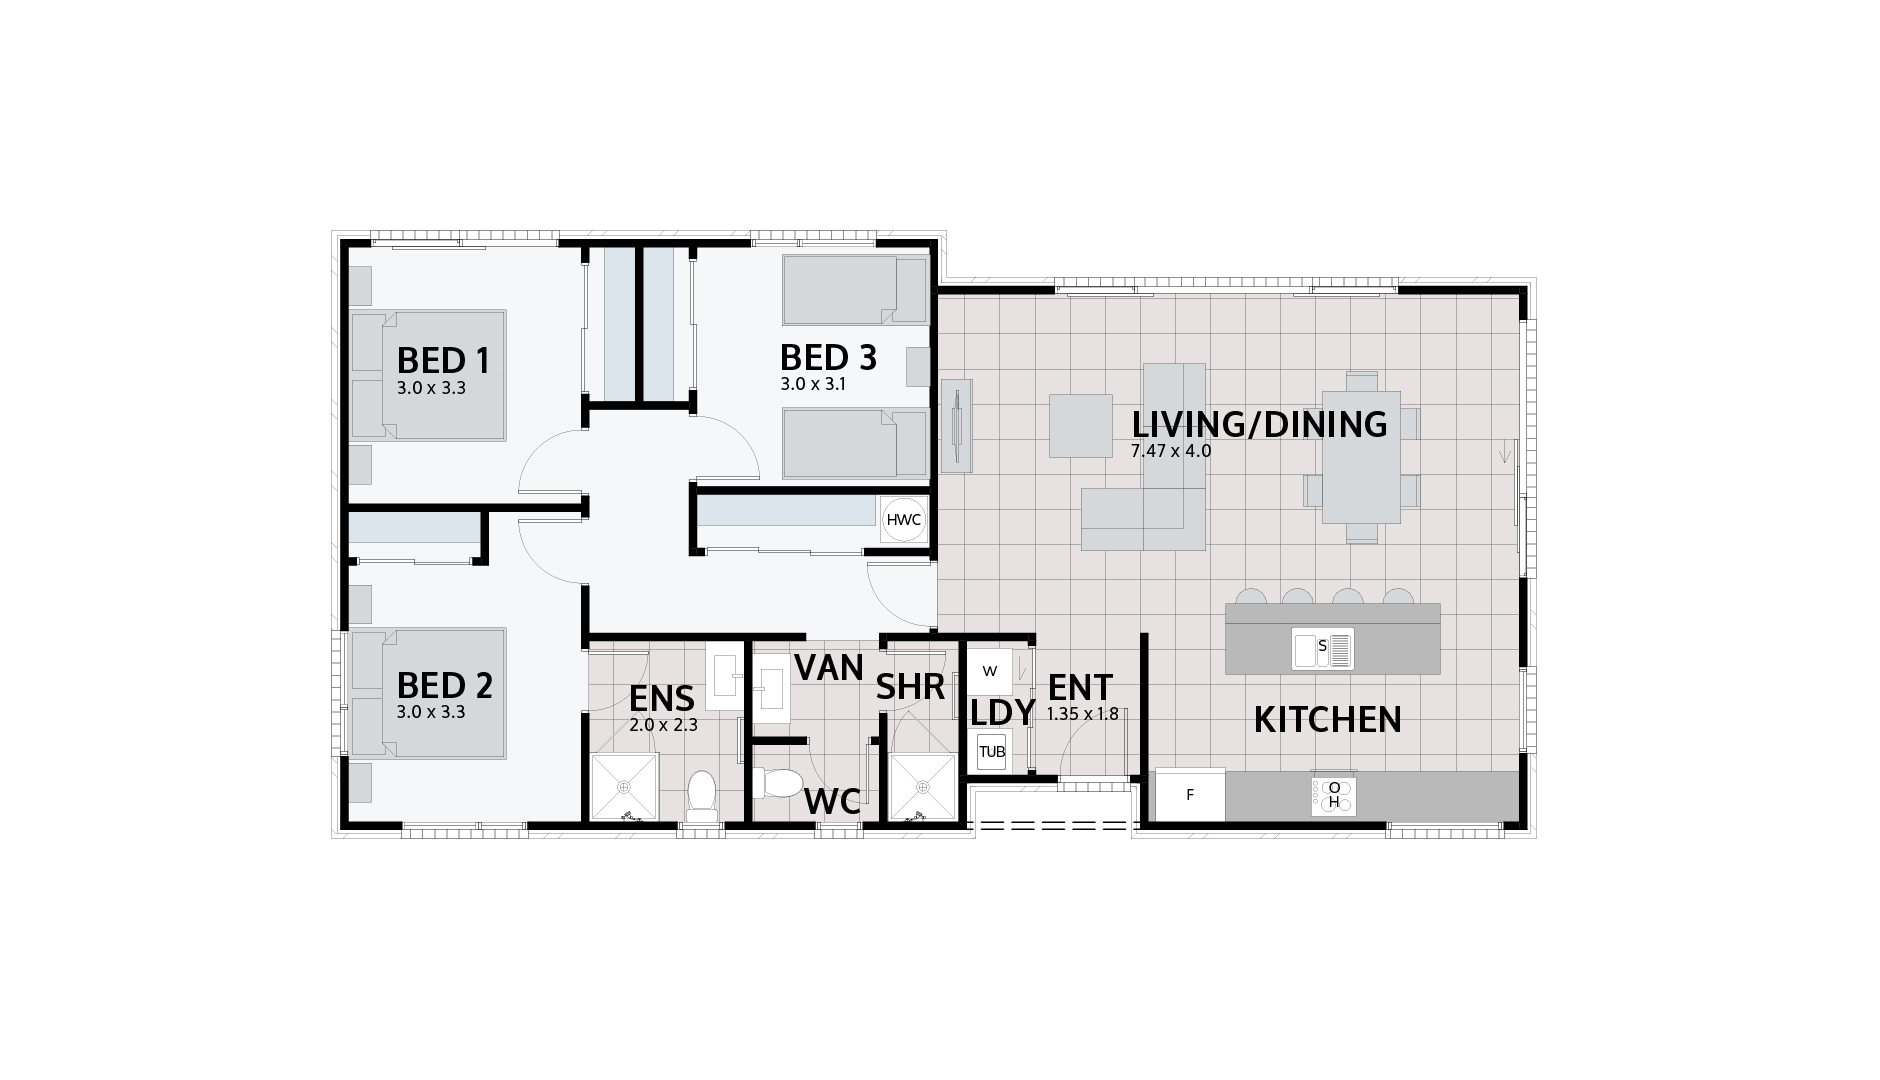 BED 1
3.0 x 3.3
BED 3
3.0 x 3.1
LIVING/DINING
7.47 x 4.0
HWC
BED 2
3.0 x 3.3
ENS
2.0 x 2.3
VAN
SHR
WC
W
LDY
TUB
ENT
1.35 x 1.8
S
KITCHEN
F
O
H